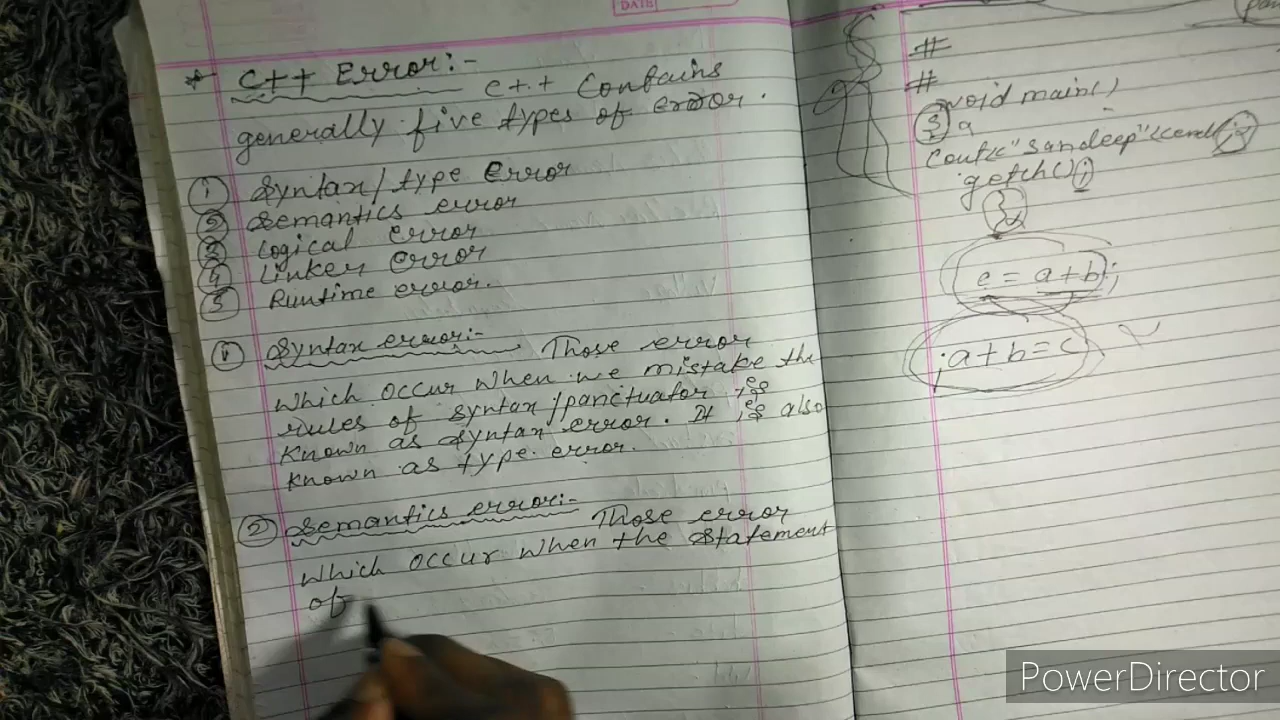 DATE
* C++ Error:- C++ Contains
generally five types of error.
① Syntax/type Error
② Semantics error
③ Logical error
④ Linker Error
⑤ Runtime error.
① Syntax error:- Those error
which occur when we mistake the
rules of syntax/panctuator is
known as syntax error. It is also
known as type error.
② Semantics error:- Those error
which occur when the statement
of
#
#
void main()
{
Cout<<"sandeep"<<endl;
getch();
}
c = a+b;
;a+b=c
PowerDirector